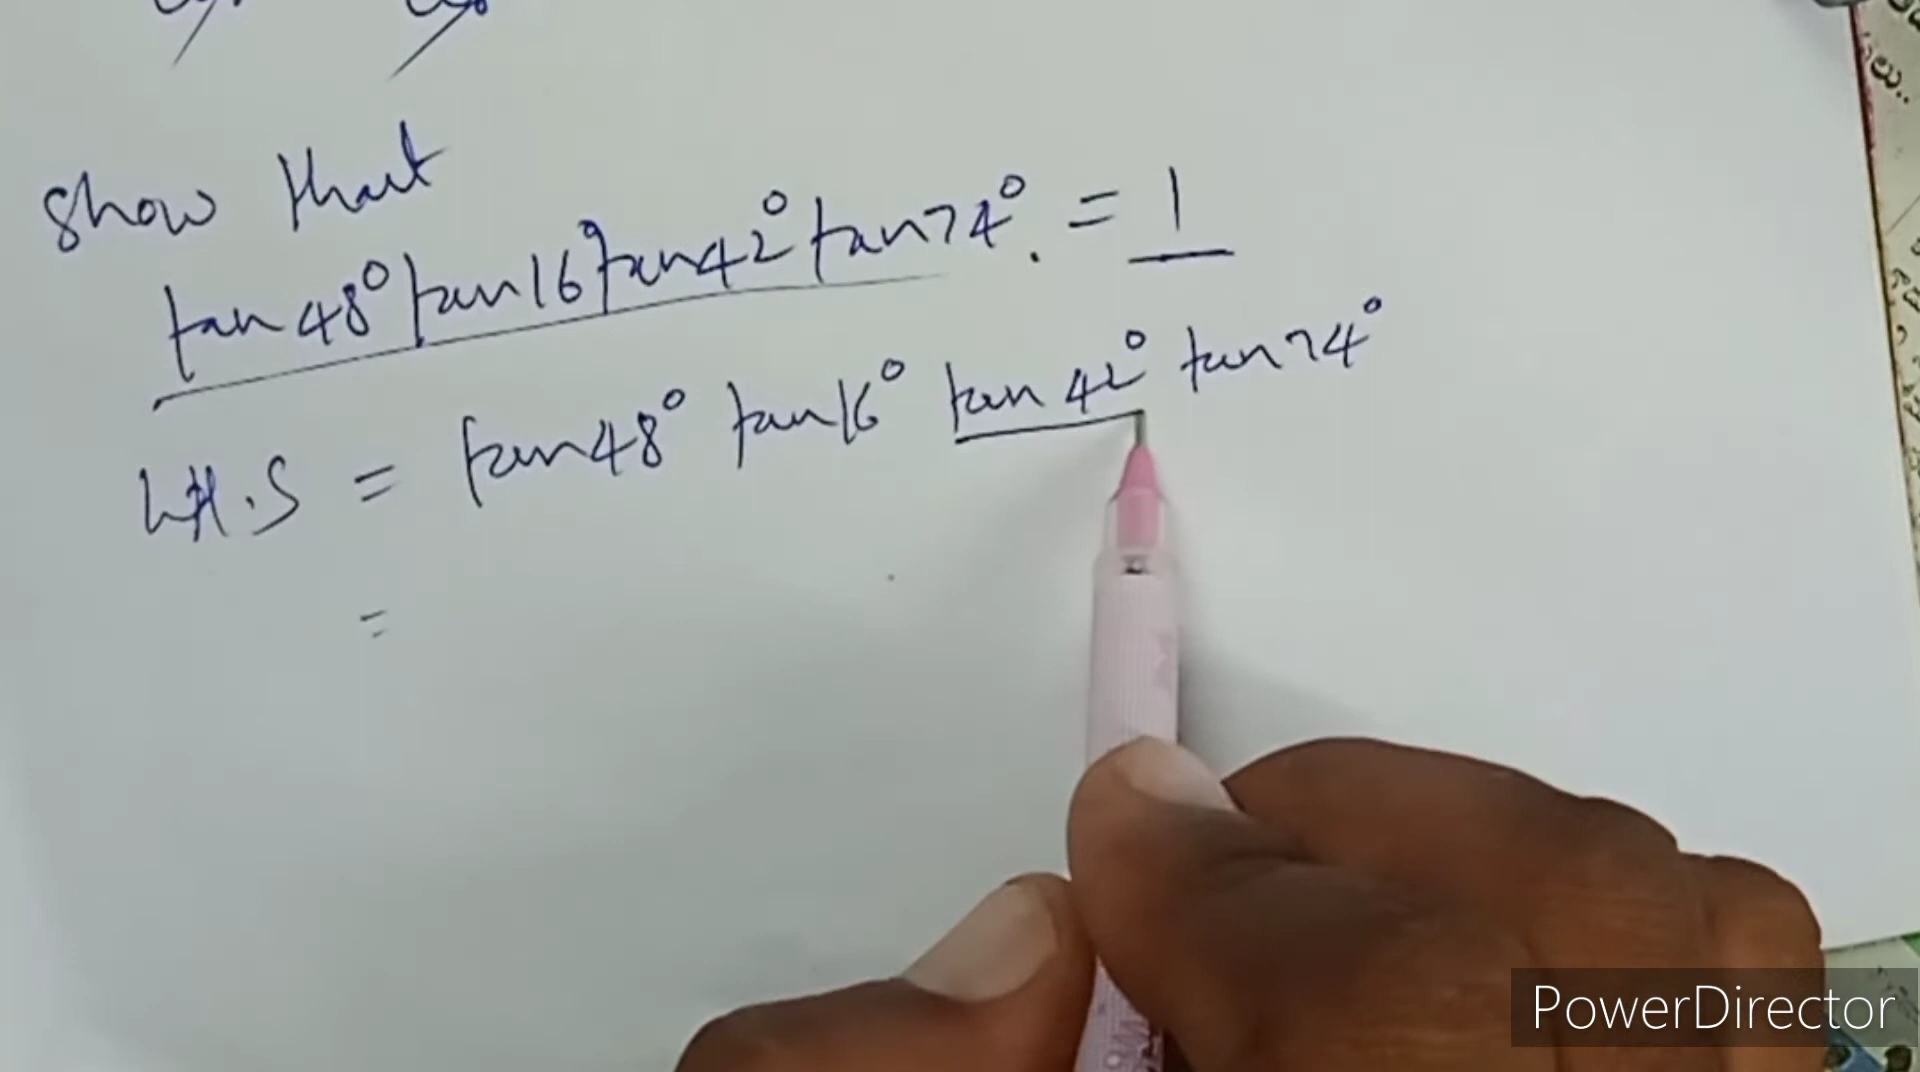 Show that
tan 48° tan 16° tan 42° tan 74° . = 1
L.H.S = tan 48° tan 16° tan 42° tan 74°
=
PowerDirector